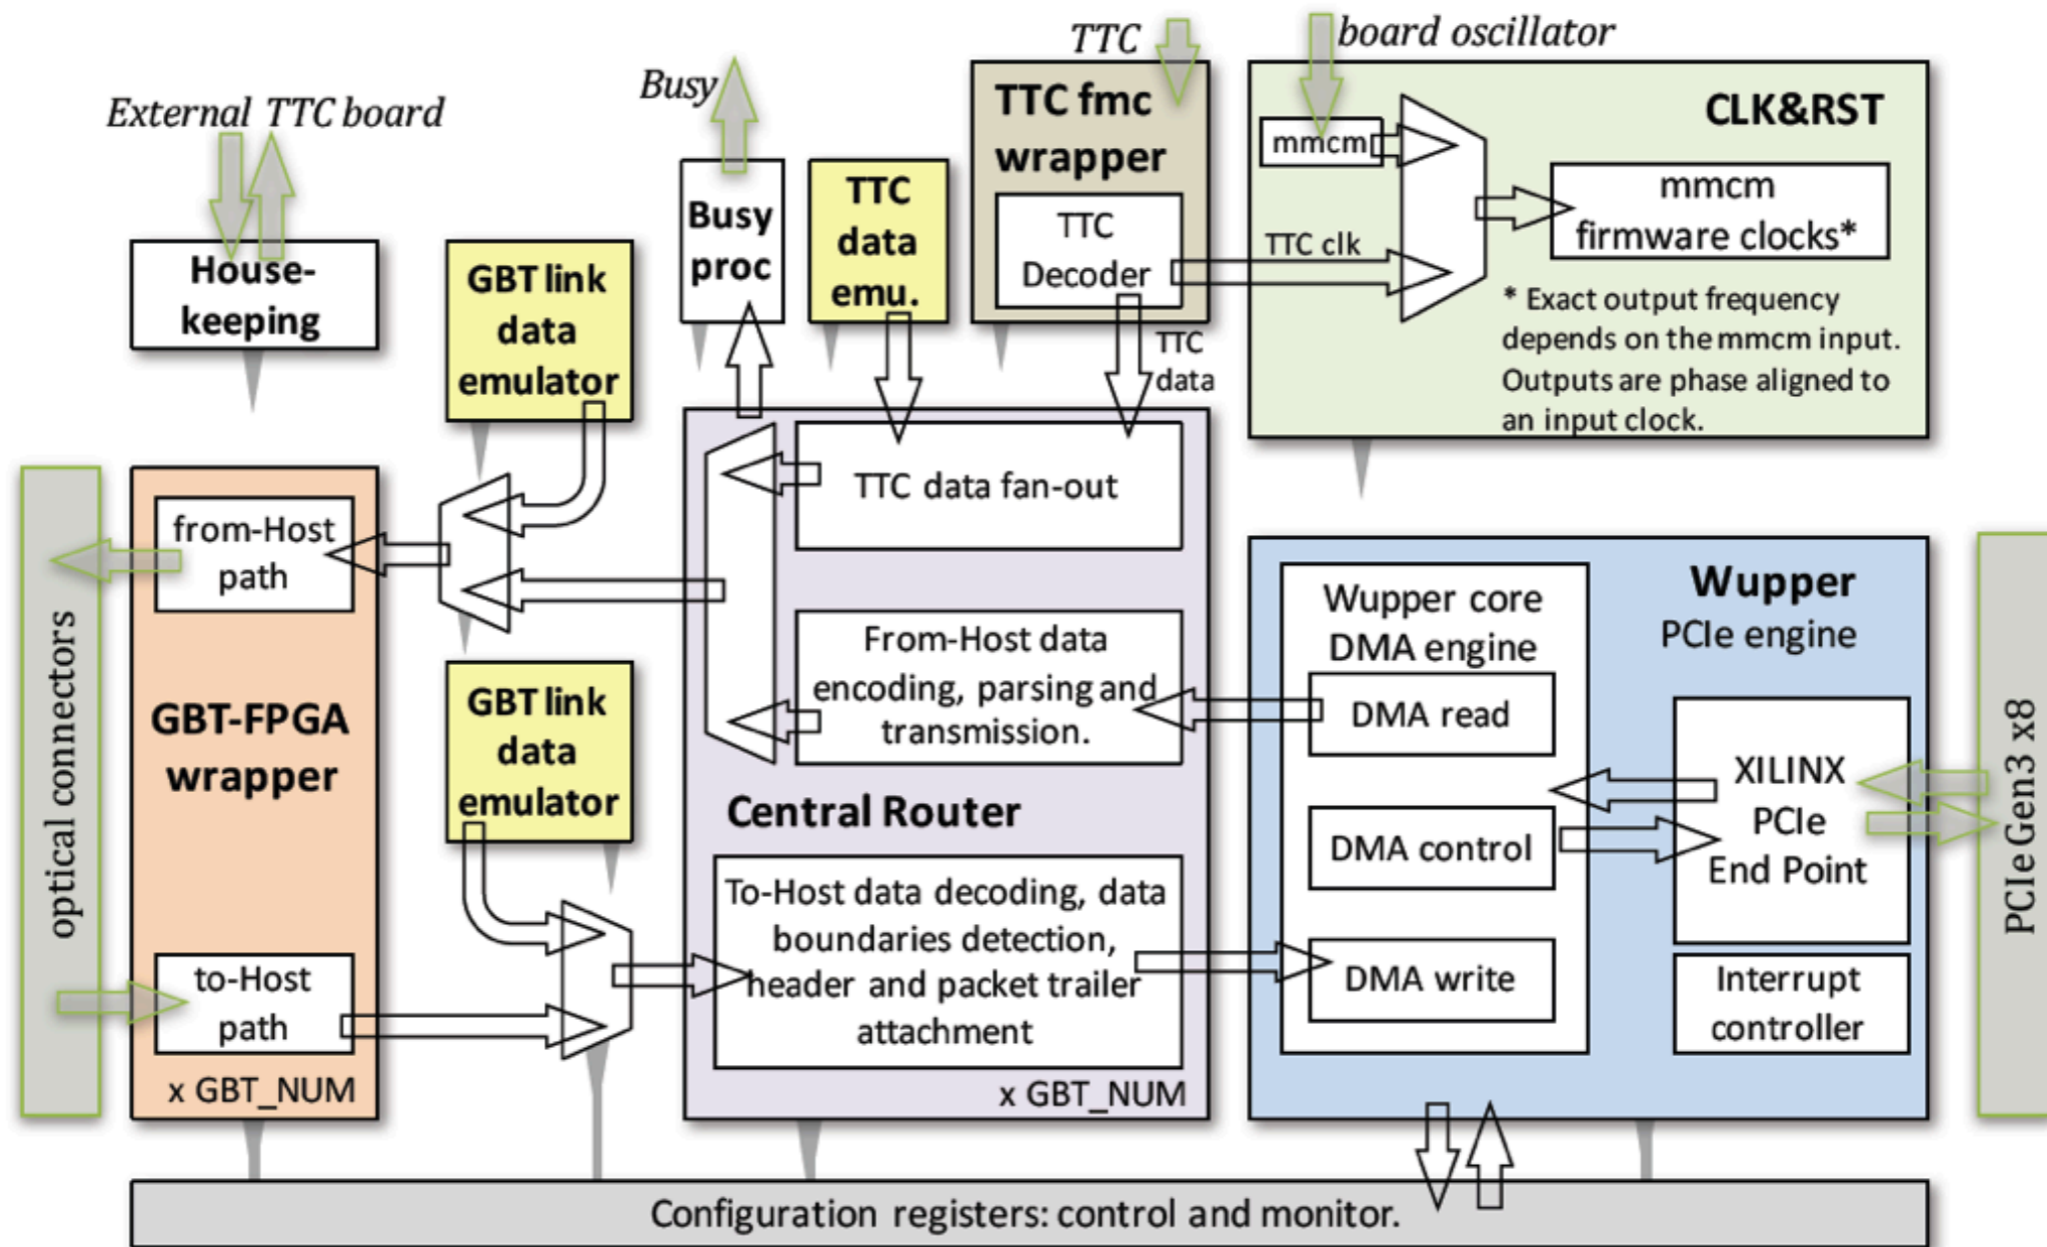 External TTC board
Busy
TTC
board oscillator
House-
keeping
GBT link
data
emulator
Busy
proc
TTC
data
emu.
TTC fmc
wrapper
TTC
Decoder
TTC
data
CLK&RST
mmcm
TTC clk
mmcm
firmware clocks*
* Exact output frequency
depends on the mmcm input.
Outputs are phase aligned to
an input clock.
optical connectors
from-Host
path
GBT-FPGA
wrapper
to-Host
path
x GBT_NUM
GBT link
data
emulator
TTC data fan-out
From-Host data
encoding, parsing and
transmission.
Central Router
To-Host data decoding, data
boundaries detection,
header and packet trailer
attachment
x GBT_NUM
Wupper core
DMA engine
DMA read
DMA control
DMA write
Wupper
PCIe engine
XILINX
PCIe
End Point
Interrupt
controller
PCIe Gen3 x8
Configuration registers: control and monitor.